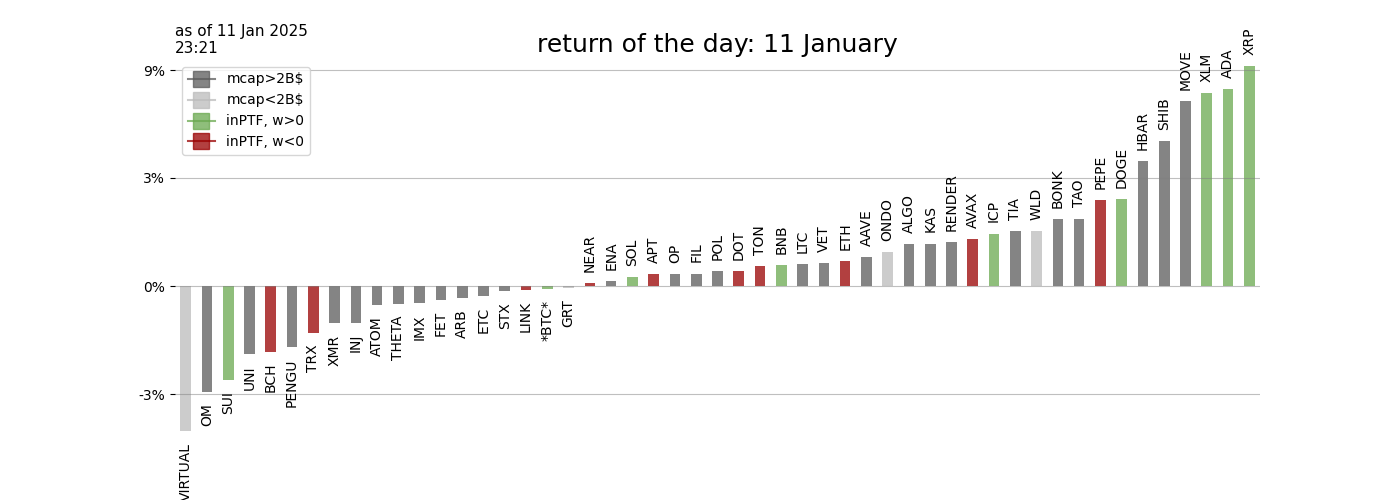 as of 11 Jan 2025
23:21
return of the day: 11 January
mcap>2B$
mcap<2B$
inPTF, w>0
inPTF, w<0
9%
3%
0%
-3%
VIRTUAL
OM
SUI
UNI
BCH
PENGU
TRX
XMR
INJ
ATOM
THETA
IMX
FET
ARB
ETC
STX
LINK
*BTC*
GRT
NEAR
ENA
SOL
APT
OP
FIL
POL
DOT
TON
BNB
LTC
VET
ETH
AAVE
ONDO
ALGO
KAS
RENDER
AVAX
ICP
TIA
WLD
BONK
TAO
PEPE
DOGE
HBAR
SHIB
MOVE
XLM
ADA
XRP